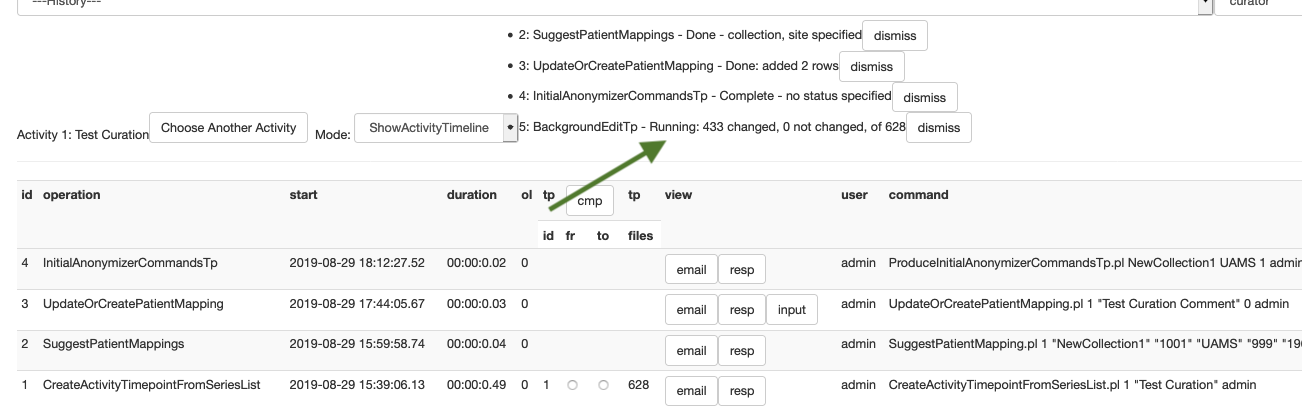 ---History---
curator
2: SuggestPatientMappings - Done - collection, site specified dismiss
3: UpdateOrCreatePatientMapping - Done: added 2 rows dismiss
4: InitialAnonymizerCommandsTp - Complete - no status specified dismiss
Activity 1: Test Curation Choose Another Activity Mode: ShowActivityTimeline 5: BackgroundEditTp - Running: 433 changed, 0 not changed, of 628 dismiss
id operation start duration ol tp cmp tp view user command
id fr to files
4 InitialAnonymizerCommandsTp 2019-08-29 18:12:27.52 00:00:0.02 0 email resp admin ProduceInitialAnonymizerCommandsTp.pl NewCollection1 UAMS 1 admin
3 UpdateOrCreatePatientMapping 2019-08-29 17:44:05.67 00:00:0.03 0 email resp input admin UpdateOrCreatePatientMapping.pl 1 "Test Curation Comment" 0 admin
2 SuggestPatientMappings 2019-08-29 15:59:58.74 00:00:0.04 0 email resp admin SuggestPatientMapping.pl 1 "NewCollection1" "1001" "UAMS" "999" "19
1 CreateActivityTimepointFromSeriesList 2019-08-29 15:39:06.13 00:00:0.49 0 1 628 email resp admin CreateActivityTimepointFromSeriesList.pl 1 "Test Curation" admin